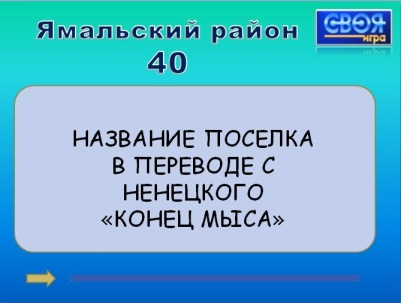 Ямальский район
40
СВОЯ
игра
НАЗВАНИЕ ПОСЕЛКА
В ПЕРЕВОДЕ С
НЕНЕЦКОГО
«КОНЕЦ МЫСА»